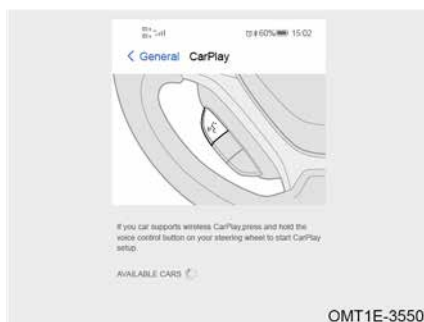 60% 15:02
< General CarPlay
If you car supports wireless CarPlay,press and hold the
voice control button on your steering wheel to start CarPlay
setup.
AVAILABLE CARS
OMT1E-3550